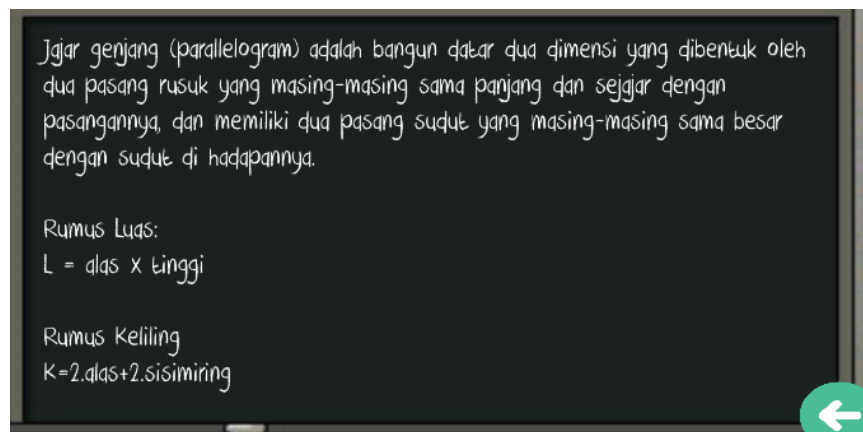 Jajar genjang (parallelogram) adalah bangun datar dua dimensi yang dibentuk oleh
dua pasang rusuk yang masing-masing sama panjang dan sejajar dengan
pasangannya, dan memiliki dua pasang sudut yang masing-masing sama besar
dengan sudut di hadapannya.
Rumus Luas:
L = alas x tinggi
Rumus Keliling
K=2.alas+2.sisimiring